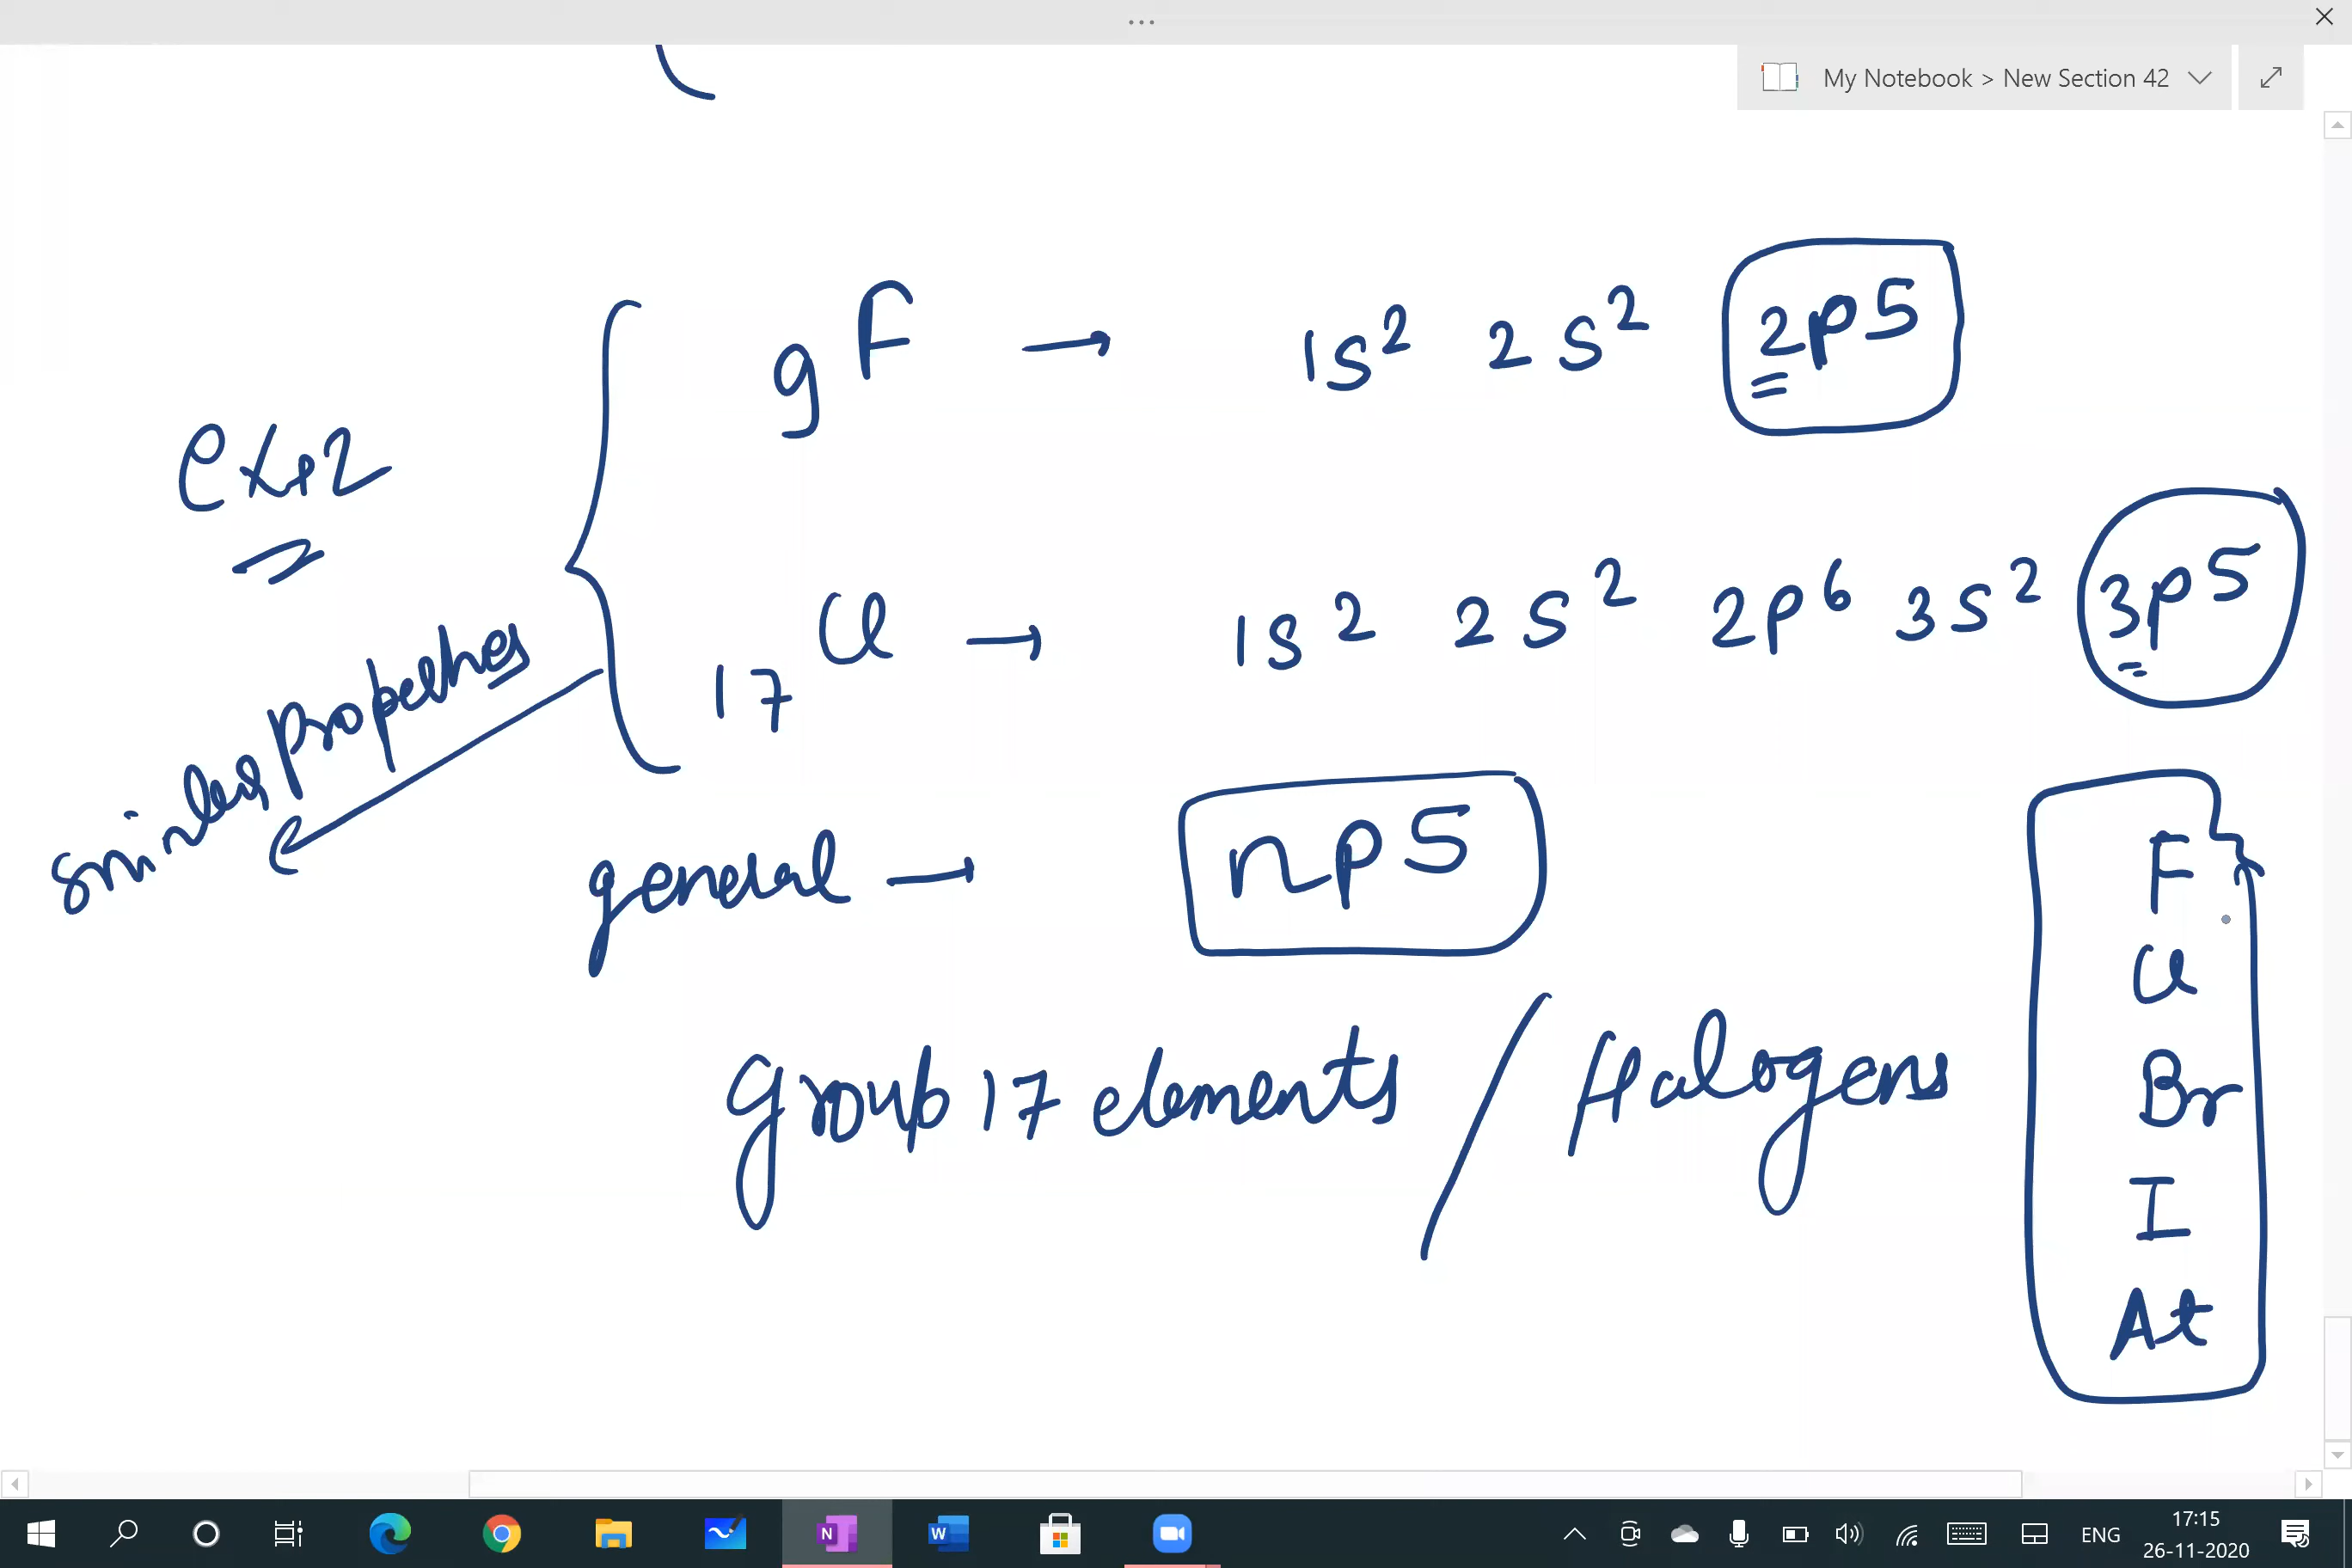 My Notebook > New Section 42
₉F → 1s² 2s² 2p⁵
ex.2
₁₇Cl → 1s² 2s² 2p⁶ 3s² 3p⁵
similar properties
general → np⁵
group 17 elements / Halogens
F
Cl
Br
I
At
ENG
17:15
26-11-2020